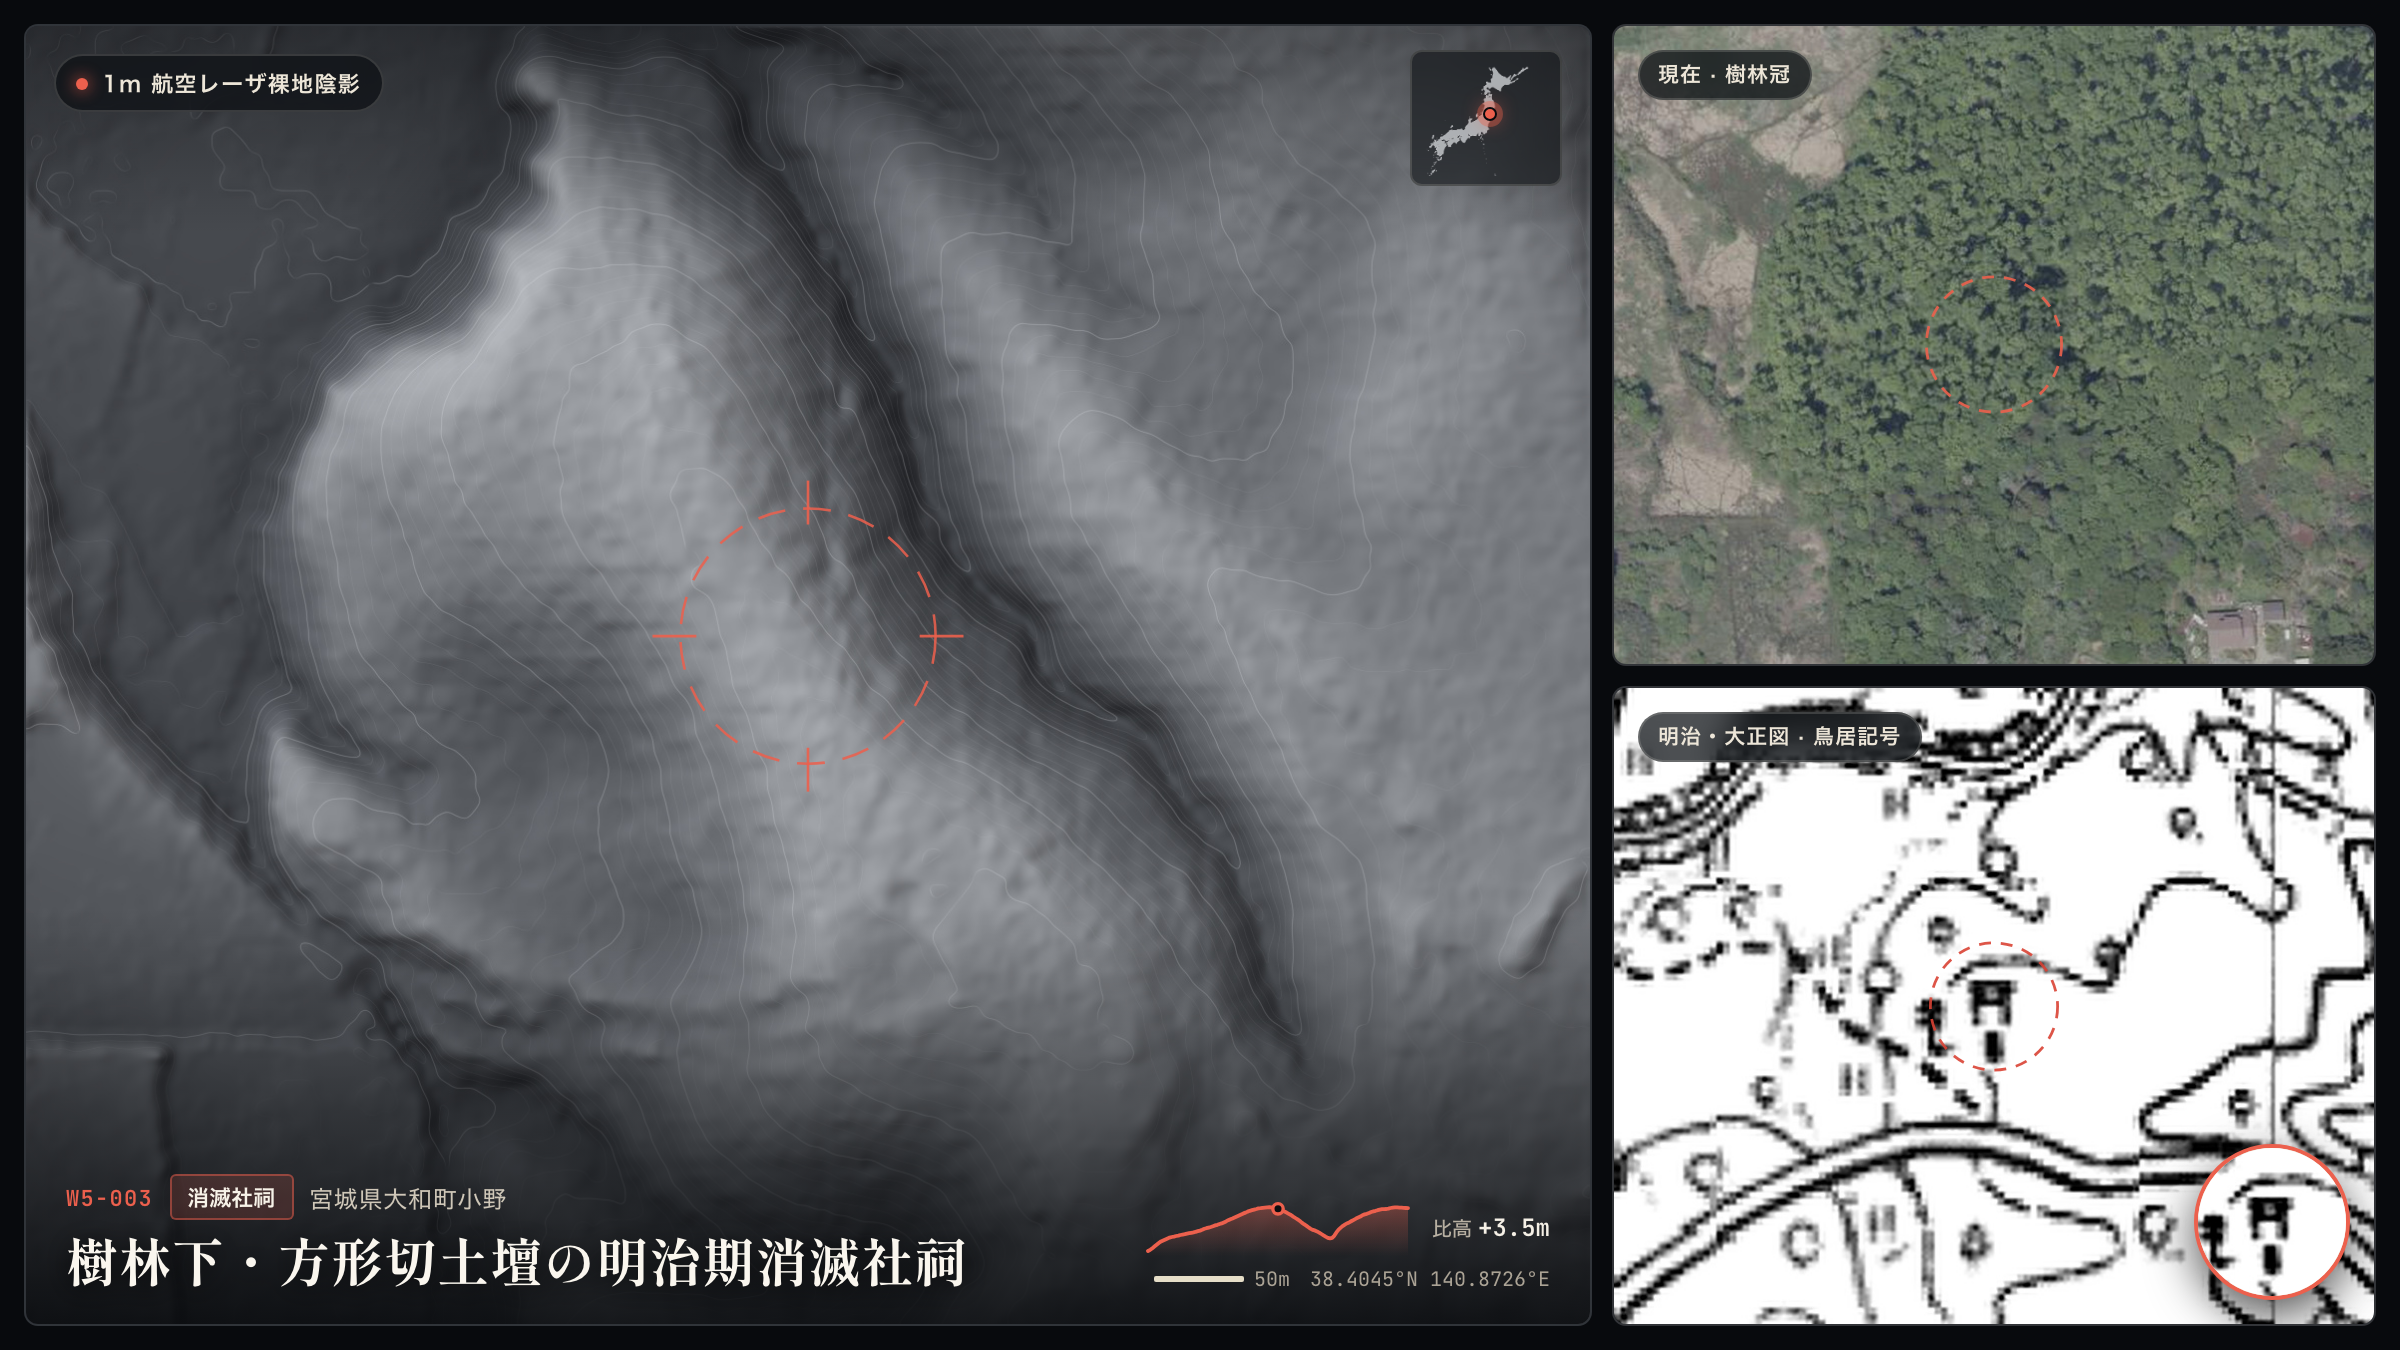 1m 航空レーザ裸地陰影
現在 · 樹林冠
明治・大正図 · 鳥居記号
W5-003 消滅社祠 宮城県大和町小野
樹林下・方形切土壇の明治期消滅社祠
比高 +3.5m
50m 38.4045°N 140.8726°E